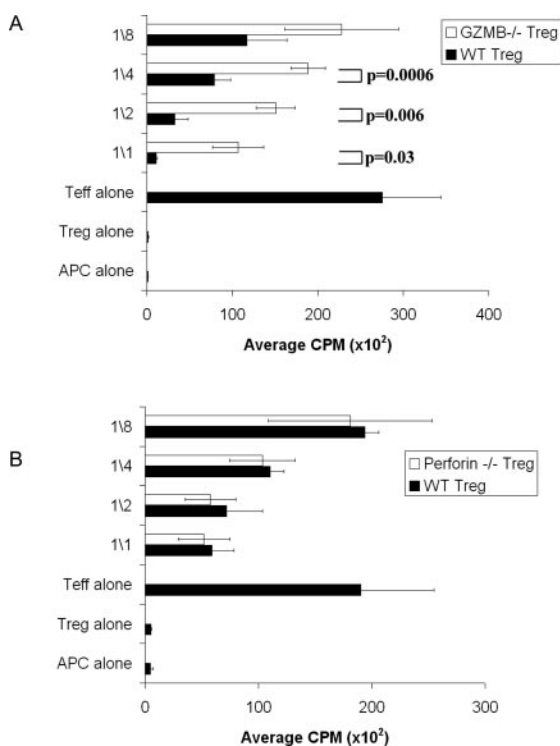 A
GZMB-/- Treg
WT Treg
1\8
1\4
p=0.0006
1\2
p=0.006
1\1
p=0.03
Teff alone
Treg alone
APC alone
0 100 200 300 400
Average CPM (x10²)
B
Perforin -/- Treg
WT Treg
1\8
1\4
1\2
1\1
Teff alone
Treg alone
APC alone
0 100 200 300
Average CPM (x10²)